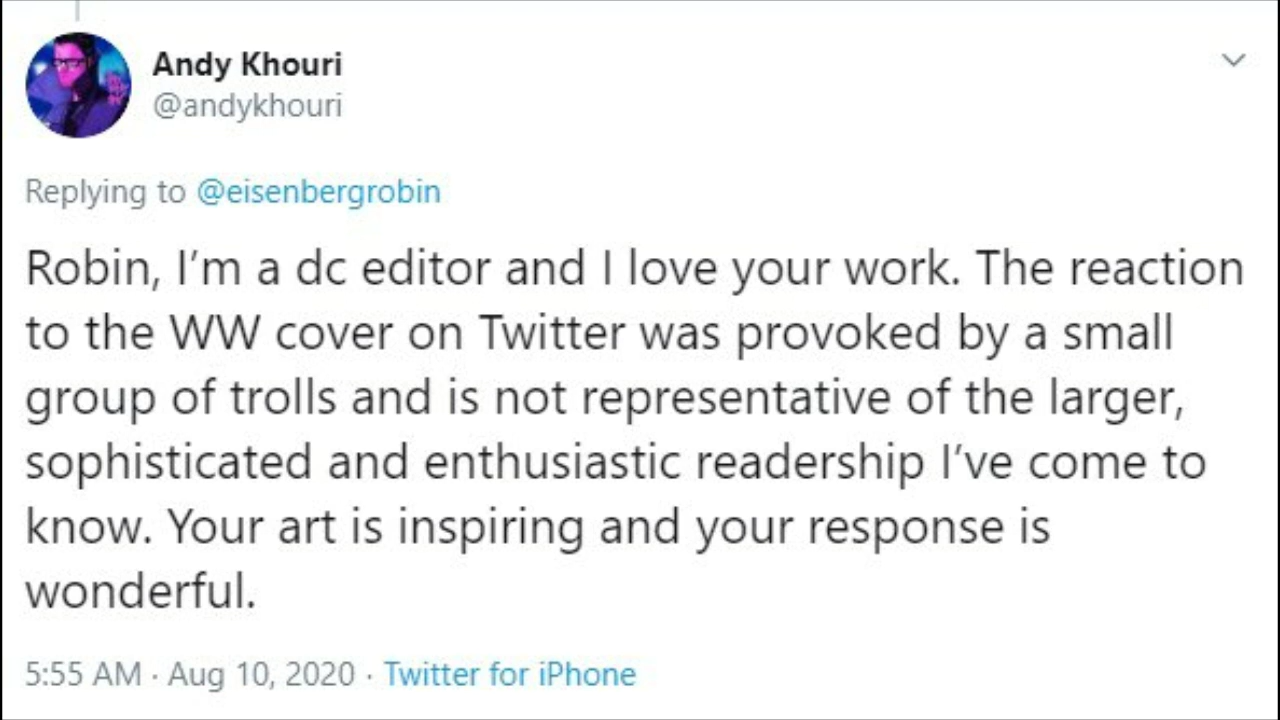 Andy Khouri
@andykhouri
Replying to @eisenbergrobin
Robin, I’m a dc editor and I love your work. The reaction
to the WW cover on Twitter was provoked by a small
group of trolls and is not representative of the larger,
sophisticated and enthusiastic readership I’ve come to
know. Your art is inspiring and your response is
wonderful.
5:55 AM · Aug 10, 2020 · Twitter for iPhone